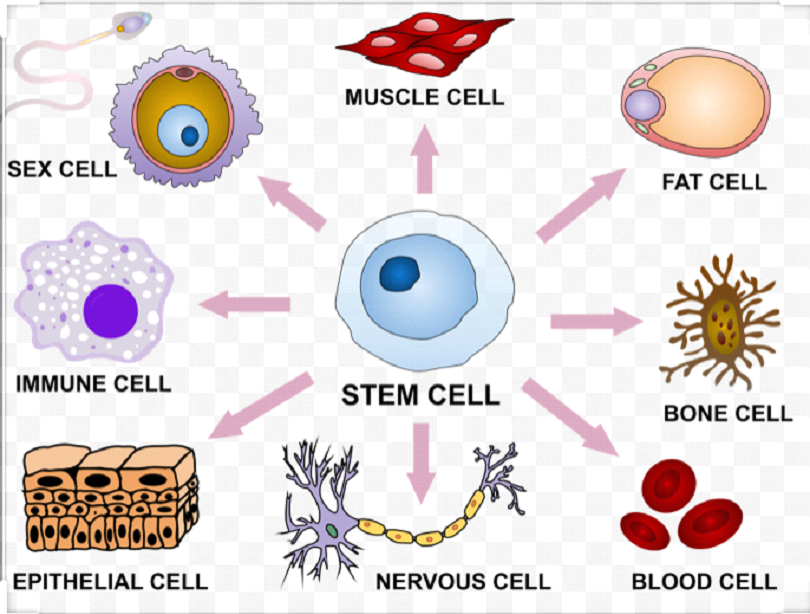 MUSCLE CELL
SEX CELL
FAT CELL
IMMUNE CELL
STEM CELL
BONE CELL
EPITHELIAL CELL
NERVOUS CELL
BLOOD CELL